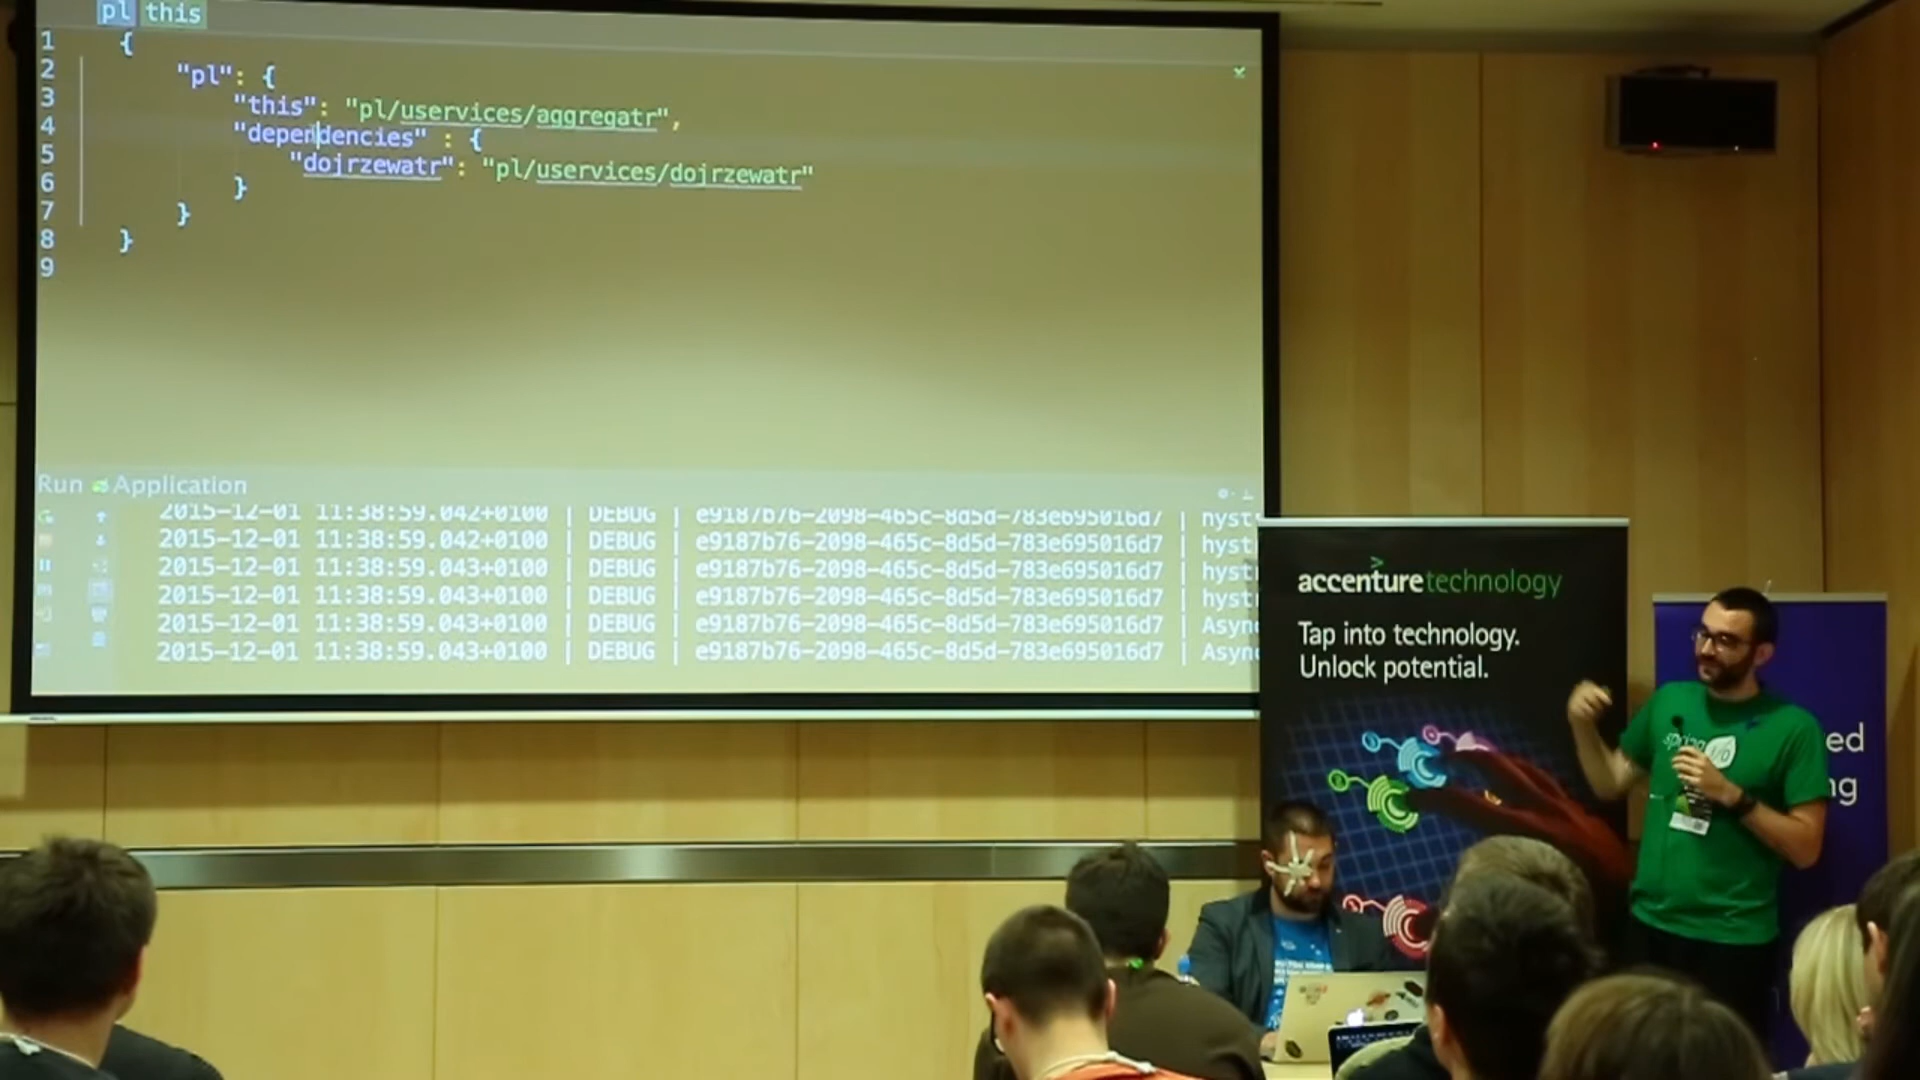 pl this
1 {
2 "pl": {
3 "this": "pl/uservices/aggregatr",
4 "dependencies" : {
5 "dojrzewatr": "pl/uservices/dojrzewatr"
6 }
7 }
8 }
9
Run Application
2015-12-01 11:38:59.042+0100 | DEBUG | e9187b76-2098-465c-8d5d-783e695016d7 | hyst
2015-12-01 11:38:59.042+0100 | DEBUG | e9187b76-2098-465c-8d5d-783e695016d7 | hyst
2015-12-01 11:38:59.043+0100 | DEBUG | e9187b76-2098-465c-8d5d-783e695016d7 | hyst
2015-12-01 11:38:59.043+0100 | DEBUG | e9187b76-2098-465c-8d5d-783e695016d7 | hyst
2015-12-01 11:38:59.043+0100 | DEBUG | e9187b76-2098-465c-8d5d-783e695016d7 | Asyn
2015-12-01 11:38:59.043+0100 | DEBUG | e9187b76-2098-465c-8d5d-783e695016d7 | Asyn
accenturetechnology
Tap into technology.
Unlock potential.
spring i/o
ed
ng